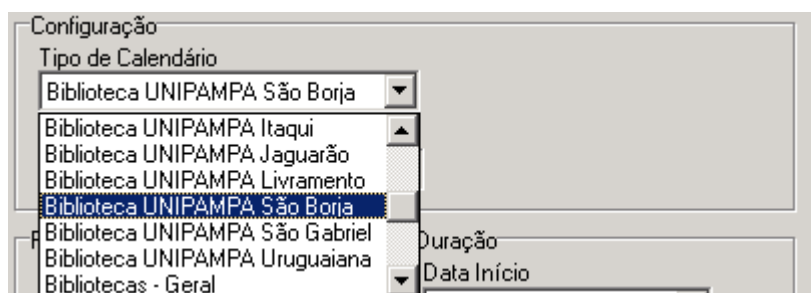 Configuração
Tipo de Calendário
Biblioteca UNIPAMPA São Borja
Biblioteca UNIPAMPA Itaqui
Biblioteca UNIPAMPA Jaguarão
Biblioteca UNIPAMPA Livramento
Biblioteca UNIPAMPA São Borja
Biblioteca UNIPAMPA São Gabriel
Duração
Biblioteca UNIPAMPA Uruguaiana
Data Início
Bibliotecas - Geral